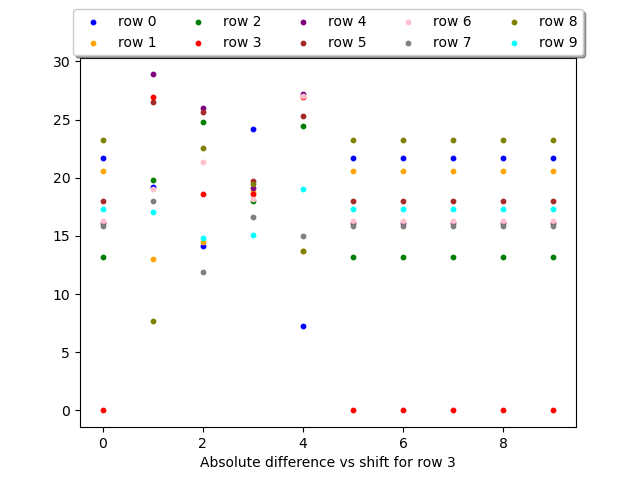 row 0 row 2 row 4 row 6 row 8
row 1 row 3 row 5 row 7 row 9
30
25
20
15
10
5
0
0 2 4 6 8
Absolute difference vs shift for row 3